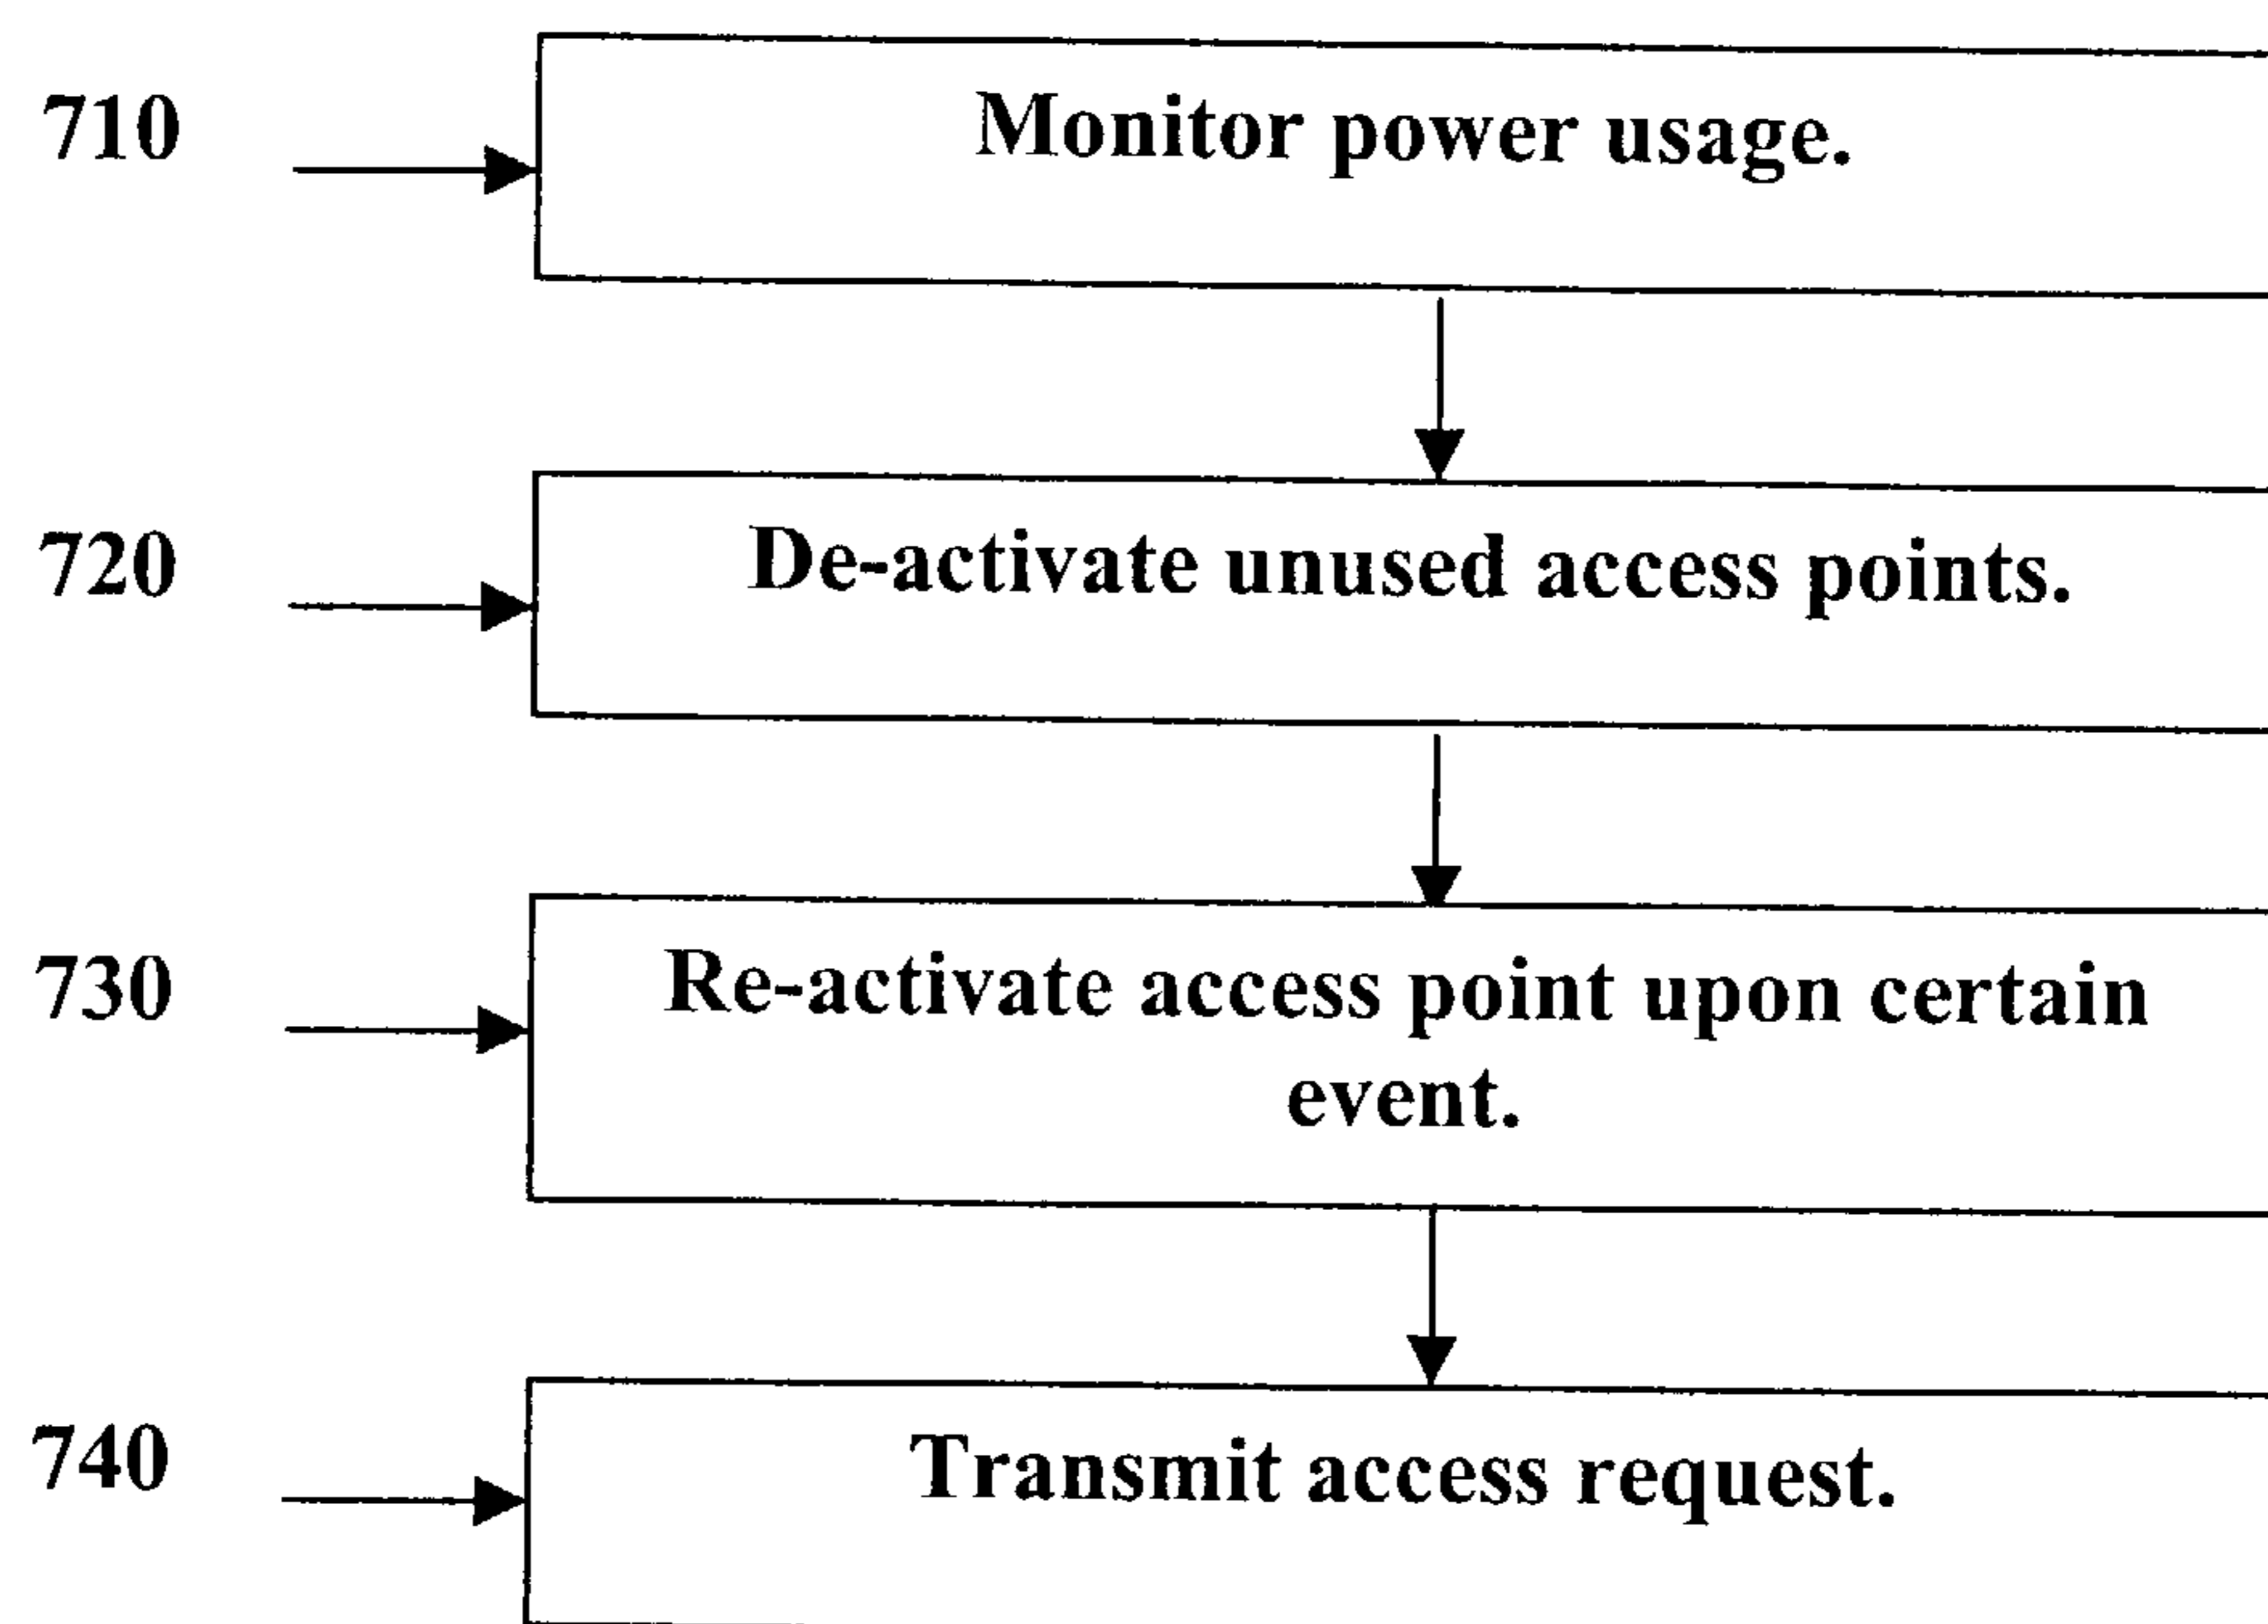 710
Monitor power usage.
720
De-activate unused access points.
730
Re-activate access point upon certain
event.
740
Transmit access request.